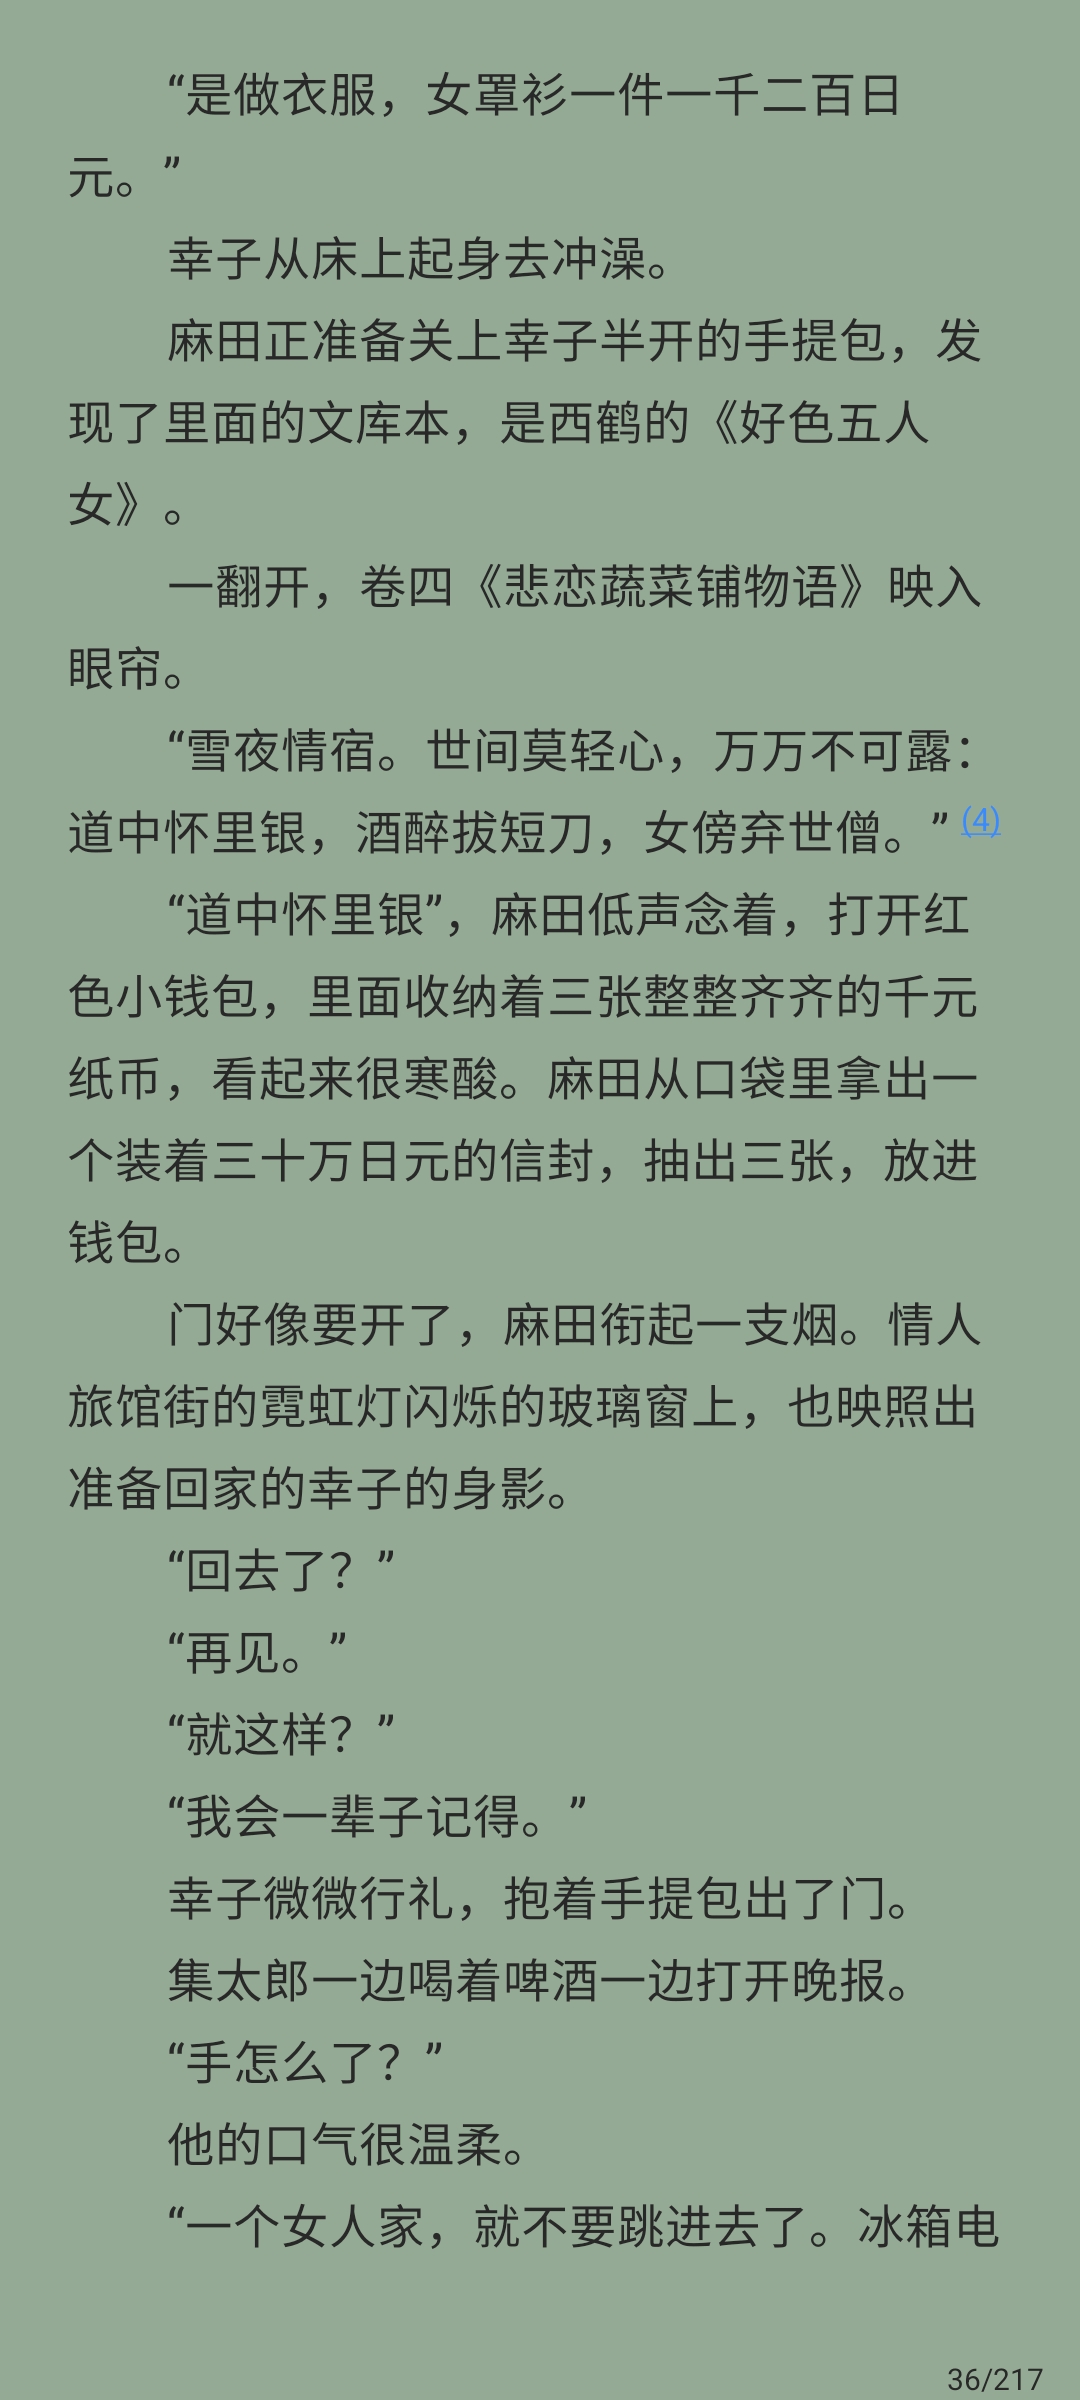 “是做衣服，女罩衫一件一千二百日
元。”
幸子从床上起身去冲澡。
麻田正准备关上幸子半开的手提包，发
现了里面的文库本，是西鹤的《好色五人
女》。
一翻开，卷四《悲恋蔬菜铺物语》映入
眼帘。
“雪夜情宿。世间莫轻心，万万不可露：
道中怀里银，酒醉拔短刀，女傍弃世僧。” (4)
“道中怀里银”，麻田低声念着，打开红
色小钱包，里面收纳着三张整整齐齐的千元
纸币，看起来很寒酸。麻田从口袋里拿出一
个装着三十万日元的信封，抽出三张，放进
钱包。
门好像要开了，麻田衔起一支烟。情人
旅馆街的霓虹灯闪烁的玻璃窗上，也映照出
准备回家的幸子的身影。
“回去了？”
“再见。”
“就这样？”
“我会一辈子记得。”
幸子微微行礼，抱着手提包出了门。
集太郎一边喝着啤酒一边打开晚报。
“手怎么了？”
他的口气很温柔。
“一个女人家，就不要跳进去了。冰箱电
36/217